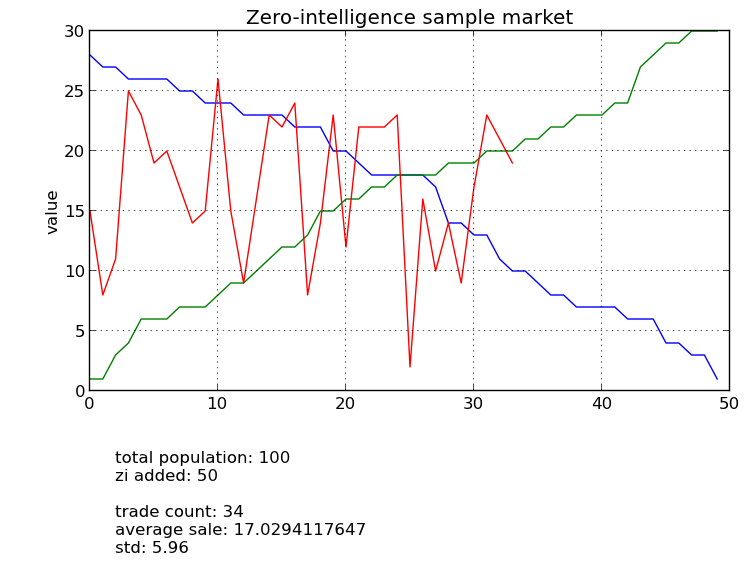 Zero-intelligence sample market
30
25
20
15
10
5
0
value
0 10 20 30 40 50
total population: 100
zi added: 50
trade count: 34
average sale: 17.0294117647
std: 5.96